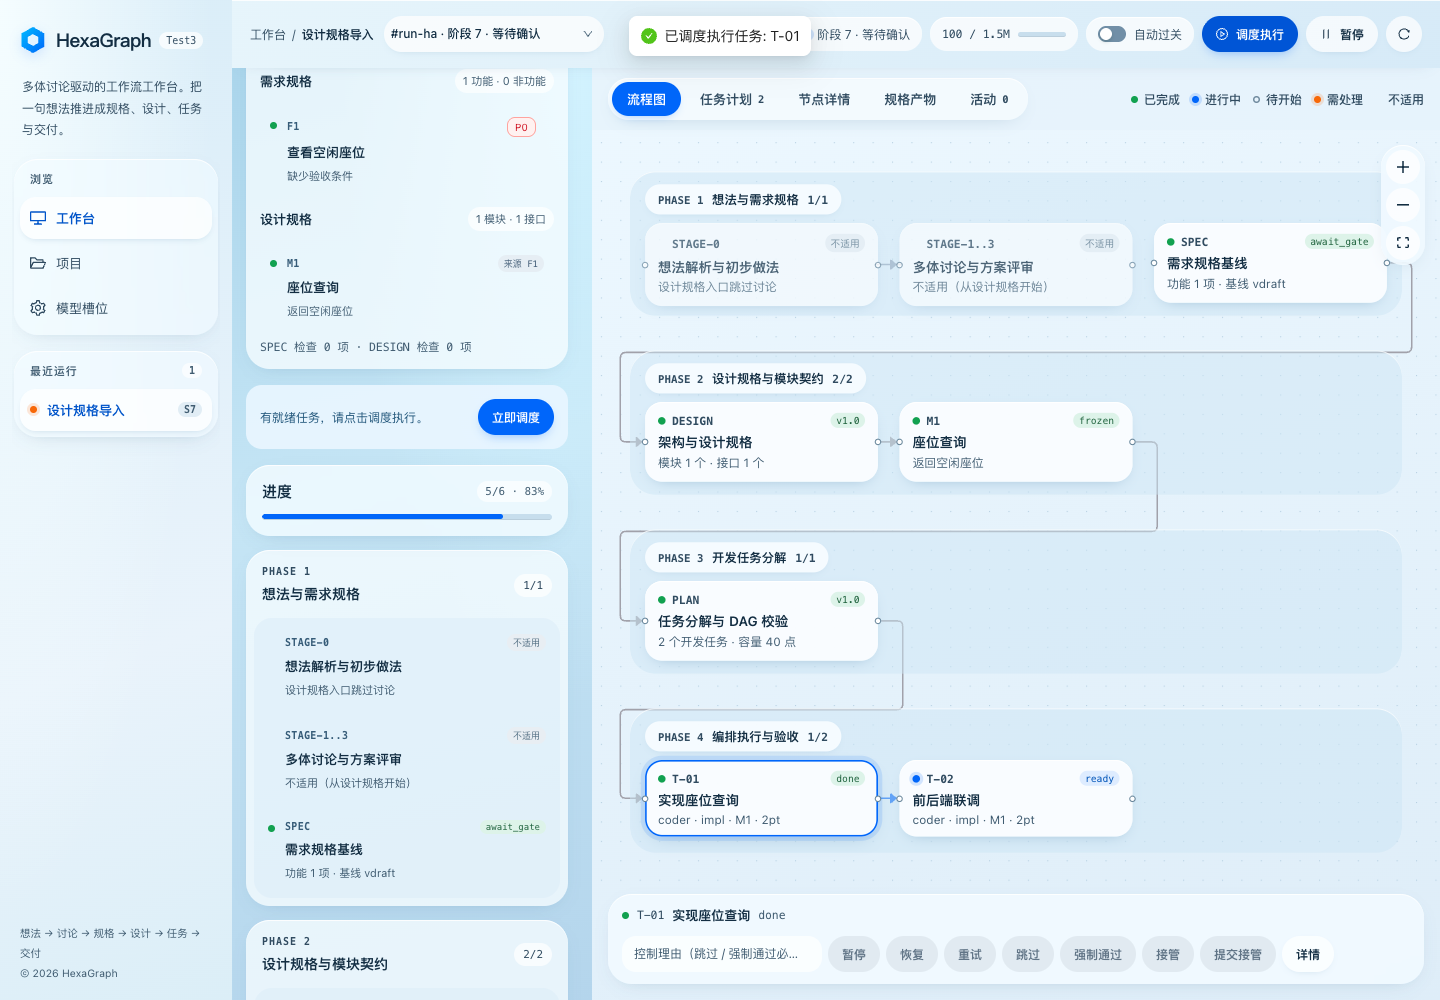 HexaGraph Test3
多体讨论驱动的工作流工作台。把
一句想法推进成规格、设计、任务
与交付。
浏览
工作台
项目
模型槽位
最近运行 1
设计规格导入 S7
想法 → 讨论 → 规格 → 设计 → 任务 →
交付
© 2026 HexaGraph
工作台 / 设计规格导入
#run-ha · 阶段 7 · 等待确认
已调度执行任务: T-01
阶段 7 · 等待确认
100 / 1.5M
自动过关
调度执行
暂停
需求规格 1 功能 · 0 非功能
F1 P0
查看空闲座位
缺少验收条件
设计规格 1 模块 · 1 接口
M1 来源 F1
座位查询
返回空闲座位
SPEC 检查 0 项 · DESIGN 检查 0 项
有就绪任务，请点击调度执行。 立即调度
进度 5/6 · 83%
PHASE 1
想法与需求规格 1/1
STAGE-0 不适用
想法解析与初步做法
设计规格入口跳过讨论
STAGE-1..3 不适用
多体讨论与方案评审
不适用（从设计规格开始）
SPEC await_gate
需求规格基线
功能 1 项 · 基线 vdraft
PHASE 2
设计规格与模块契约 2/2
流程图 任务计划 2 节点详情 规格产物 活动 0
已完成 进行中 待开始 需处理 不适用
PHASE 1 想法与需求规格 1/1
STAGE-0 不适用
想法解析与初步做法
设计规格入口跳过讨论
STAGE-1..3 不适用
多体讨论与方案评审
不适用（从设计规格开始）
SPEC await_gate
需求规格基线
功能 1 项 · 基线 vdraft
PHASE 2 设计规格与模块契约 2/2
DESIGN v1.0
架构与设计规格
模块 1 个 · 接口 1 个
M1 frozen
座位查询
返回空闲座位
PHASE 3 开发任务分解 1/1
PLAN v1.0
任务分解与 DAG 校验
2 个开发任务 · 容量 40 点
PHASE 4 编排执行与验收 1/2
T-01 done
实现座位查询
coder · impl · M1 · 2pt
T-02 ready
前后端联调
coder · impl · M1 · 2pt
T-01 实现座位查询 done
控制理由（跳过 / 强制通过必... 暂停 恢复 重试 跳过 强制通过 接管 提交接管 详情